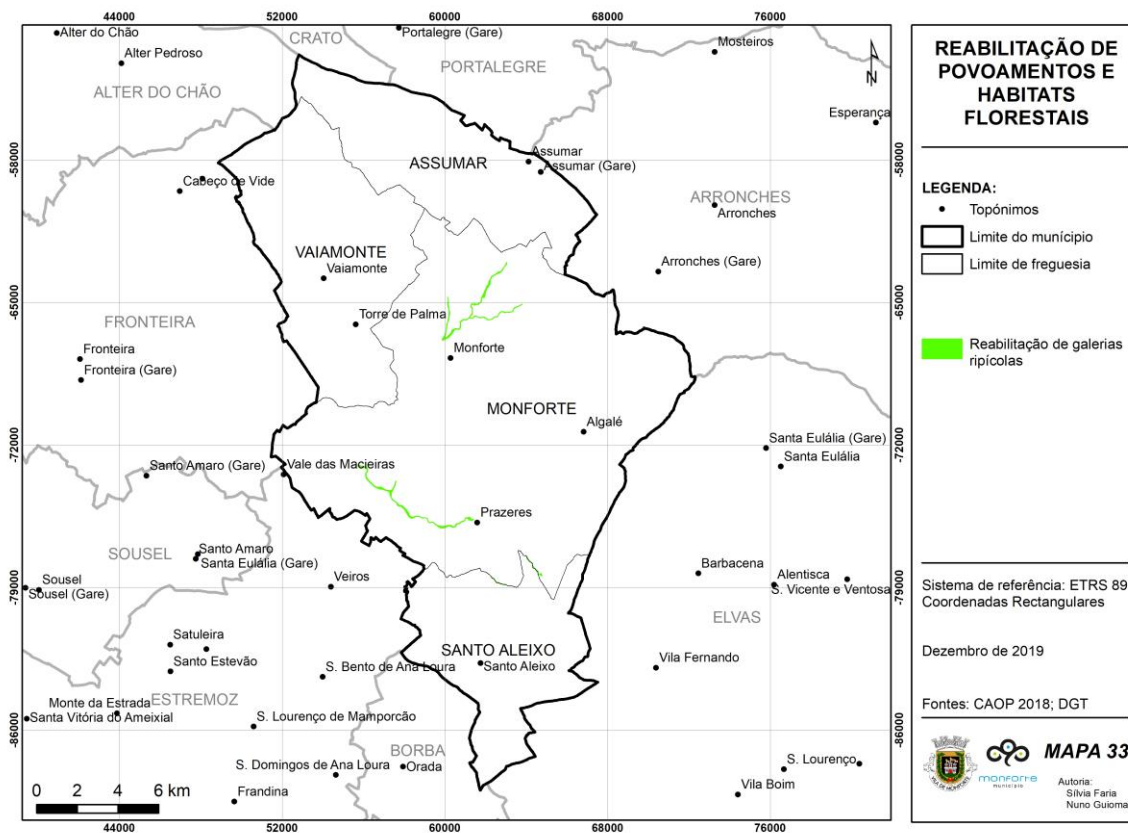 44000 52000 60000 68000 76000
Alter do Chão
CRATO
Portalegre (Gare)
Mosteiros
Alter Pedroso
PORTALEGRE
N
ALTER DO CHÃO
Esperança
-58000
ASSUMAR
Assumar
Assumar (Gare)
-58000
Cabeço de Vide
ARRONCHES
Arronches
VAIAMONTE
Vaiamonte
Arronches (Gare)
-65000
-65000
FRONTEIRA
Torre de Palma
Fronteira
Monforte
Fronteira (Gare)
MONFORTE
Algalé
-72000
Santa Eulália (Gare)
-72000
Santo Amaro (Gare)
Vale das Macieiras
Santa Eulália
Prazeres
SOUSEL
Santo Amaro
Santa Eulália (Gare)
Barbacena
Sousel
Sousel (Gare)
Veiros
Alentisca
S. Vicente e Ventosa
-79000
-79000
ELVAS
Satuleira
SANTO ALEIXO
Santo Estevão
S. Bento de Ana Loura
Santo Aleixo
Vila Fernando
Monte da Estrada
ESTREMOZ
Santa Vitória do Ameixial
S. Lourenço de Mamporcão
-86000
-86000
BORBA
S. Domingos de Ana Loura
Orada
S. Lourenço
Vila Boim
Frandina
0 2 4 6 km
44000 52000 60000 68000 76000
REABILITAÇÃO DE
POVOAMENTOS E
HABITATS
FLORESTAIS
LEGENDA:
Topónimos
Limite do munícipio
Limite de freguesia
Reabilitação de galerias
ripícolas
Sistema de referência: ETRS 89
Coordenadas Rectangulares
Dezembro de 2019
Fontes: CAOP 2018; DGT
VILA DE MONFORTE
monforte
município
MAPA 33
Autoria:
Sílvia Faria
Nuno Guiomar